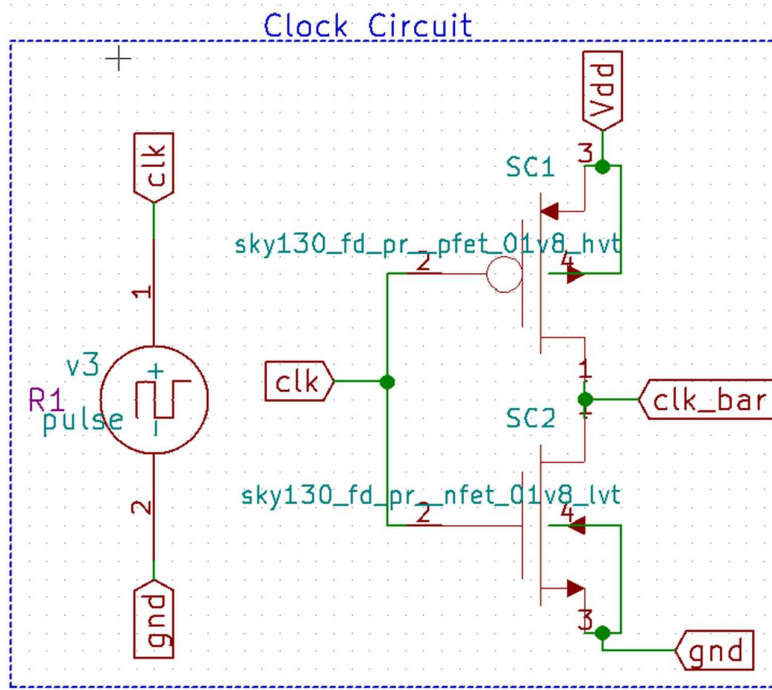 Clock Circuit
Vdd
clk
3
SC1
sky130_fd_pr__pfet_01v8_hvt
2
4
1
v3
+
R1
pulse
-
clk
1
1
clk_bar
SC2
sky130_fd_pr__nfet_01v8_lvt
2
4
2
3
gnd
gnd